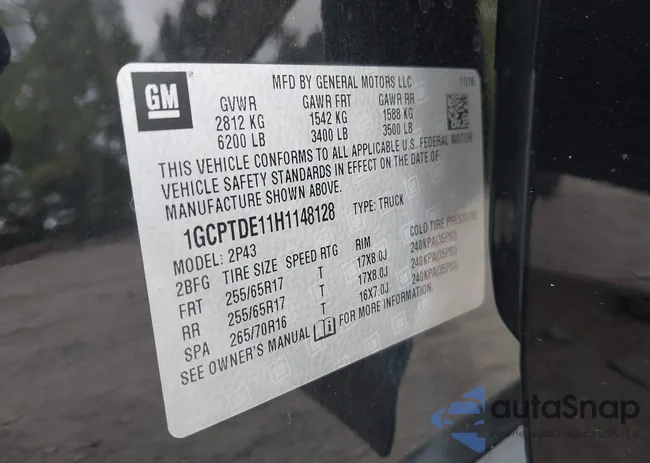 GM
MFD BY GENERAL MOTORS LLC
11/16
GVWR GAWR FRT GAWR RR
2812 KG 1542 KG 1588 KG
6200 LB 3400 LB 3500 LB
THIS VEHICLE CONFORMS TO ALL APPLICABLE U.S. FEDERAL MOTOR
VEHICLE SAFETY STANDARDS IN EFFECT ON THE DATE OF
MANUFACTURE SHOWN ABOVE.
1GCPTDE11H1148128 TYPE: TRUCK
MODEL: 2P43
2BFG TIRE SIZE SPEED RTG RIM COLD TIRE PRESSURE
FRT 255/65R17 T 17X8.0J 240KPA(35PSI)
RR 255/65R17 T 17X8.0J 240KPA(35PSI)
SPA 265/70R16 T 16X7.0J 240KPA(35PSI)
SEE OWNER'S MANUAL FOR MORE INFORMATION.
autoSnap